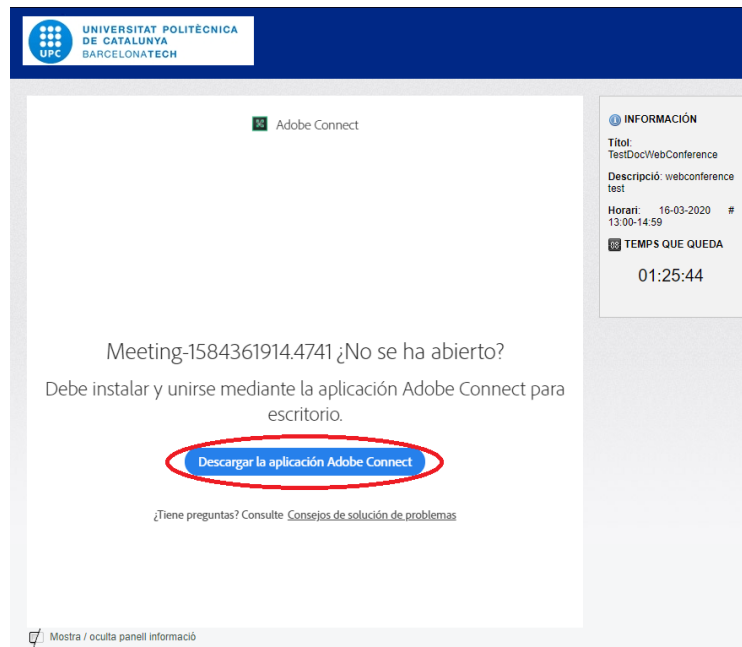 UNIVERSITAT POLITÈCNICA
DE CATALUNYA
BARCELONATECH
UPC
Adobe Connect
Meeting-1584361914.4741 ¿No se ha abierto?
Debe instalar y unirse mediante la aplicación Adobe Connect para
escritorio.
Descargar la aplicación Adobe Connect
¿Tiene preguntas? Consulte Consejos de solución de problemas
INFORMACIÓN
Títol:
TestDocWebConference
Descripció: webconference
test
Horari: 16-03-2020 #
13:00-14:59
TEMPS QUE QUEDA
01:25:44
Mostra / oculta panell informació